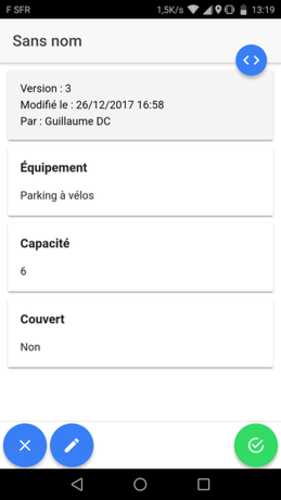 F SFR 1,5K/s 13:19
Sans nom
Version : 3
Modifié le : 26/12/2017 16:58
Par : Guillaume DC
Équipement
Parking à vélos
Capacité
6
Couvert
Non